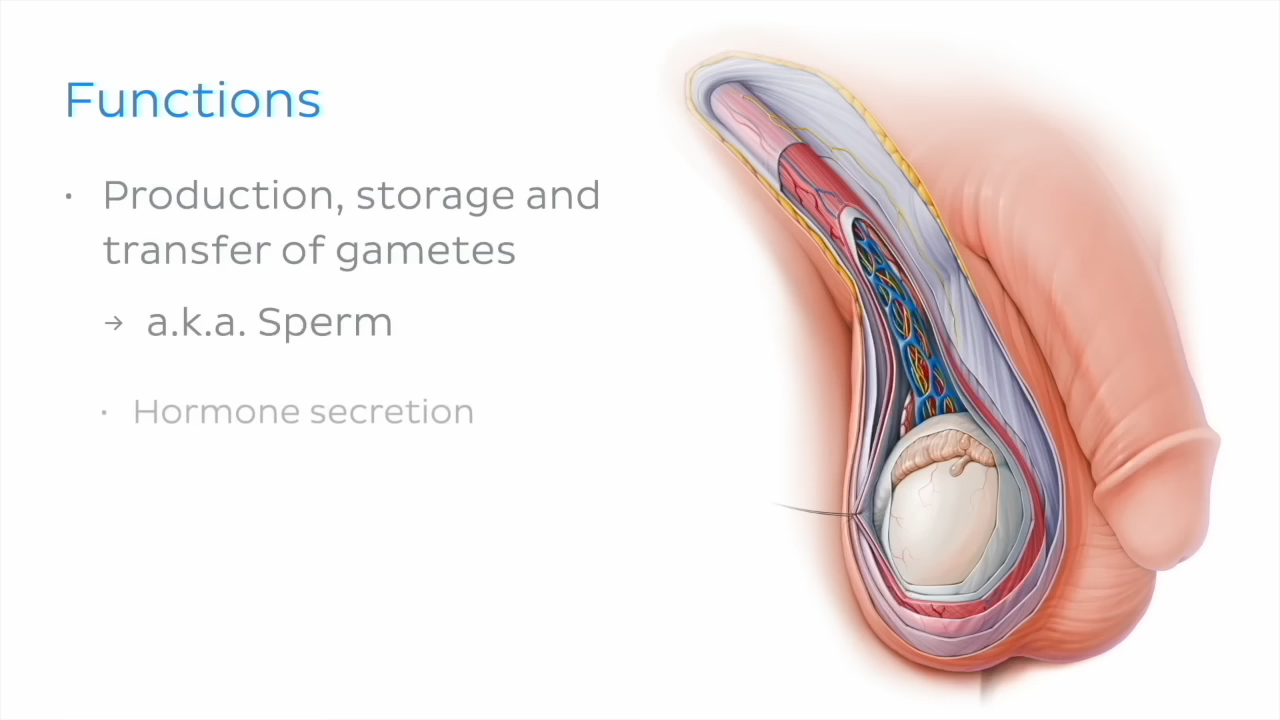 Functions
· Production, storage and
transfer of gametes
→ a.k.a. Sperm
· Hormone secretion